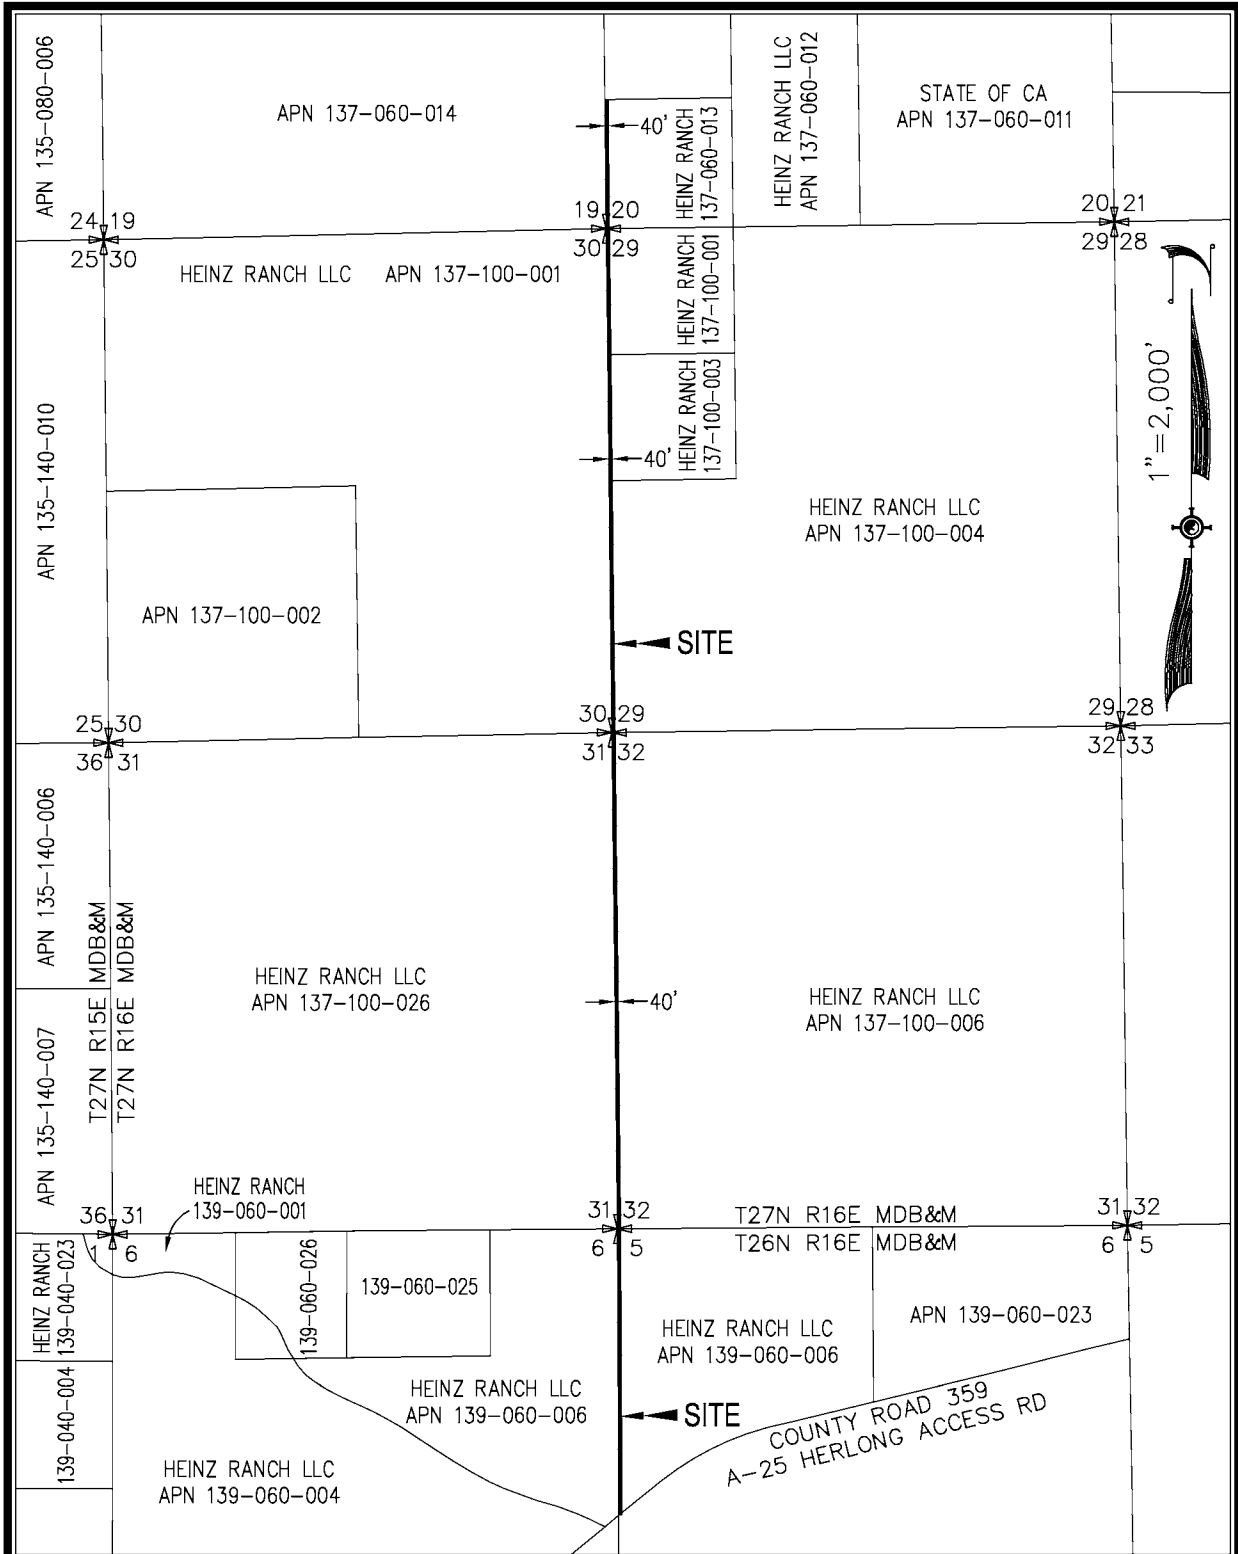 APN 135-080-006
APN 137-060-014
40'
HEINZ RANCH
137-060-013
HEINZ RANCH LLC
APN 137-060-012
STATE OF CA
APN 137-060-011
24 19
25 30
19 20
30 29
20 21
29 28
HEINZ RANCH LLC APN 137-100-001
HEINZ RANCH
137-100-001
HEINZ RANCH
137-100-003
40'
1"=2,000'
APN 135-140-010
HEINZ RANCH LLC
APN 137-100-004
APN 137-100-002
SITE
25 30
36 31
30 29
31 32
29 28
32 33
APN 135-140-006
T27N R15E MDB&M
T27N R16E MDB&M
HEINZ RANCH LLC
APN 137-100-026
40'
HEINZ RANCH LLC
APN 137-100-006
APN 135-140-007
HEINZ RANCH
139-060-001
36 31
1 6
31 32
6 5
T27N R16E MDB&M
T26N R16E MDB&M
31 32
6 5
HEINZ RANCH
139-040-023
139-060-026
139-060-025
HEINZ RANCH LLC
APN 139-060-006
APN 139-060-023
139-040-004
HEINZ RANCH LLC
APN 139-060-006
SITE
COUNTY ROAD 359
A-25 HERLONG ACCESS RD
HEINZ RANCH LLC
APN 139-060-004